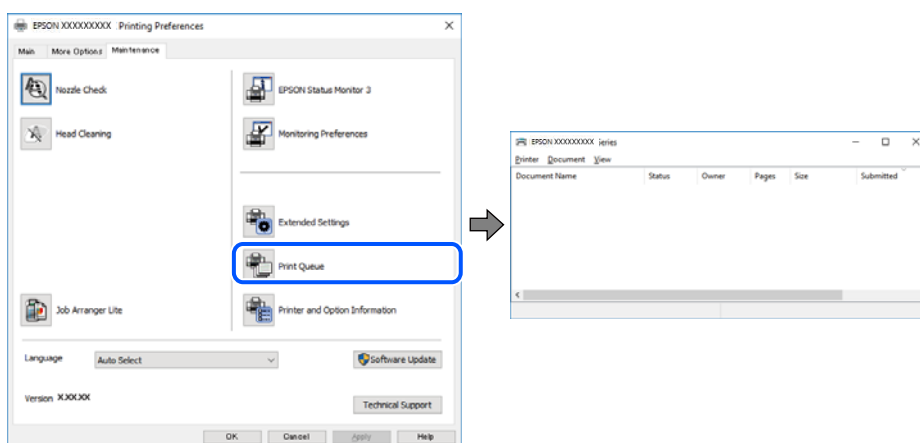 EPSON XXXXXXXXX Printing Preferences
Main More Options Maintenance
Nozzle Check
EPSON Status Monitor 3
Head Cleaning
Monitoring Preferences
Extended Settings
Print Queue
Job Arranger Lite
Printer and Option Information
Language Auto Select Software Update
Version X.XX.XX
Technical Support
OK Cancel Apply Help
EPSON XXXXXXXXX ieries
Printer Document View
Document Name Status Owner Pages Size Submitted